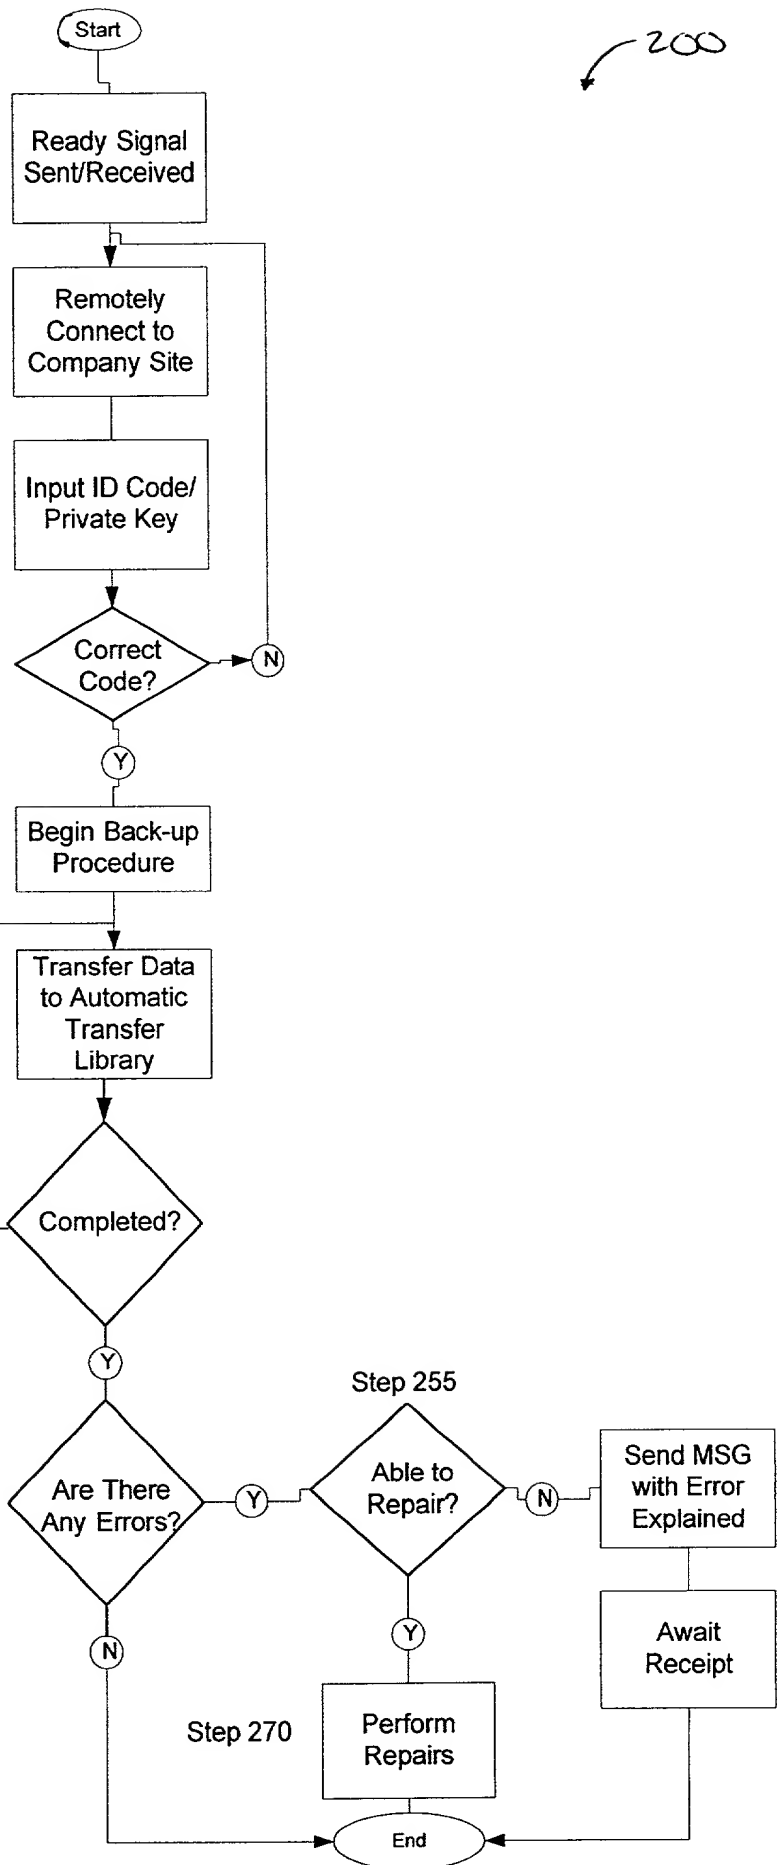 Start
200
Ready Signal
Sent/Received
Remotely
Connect to
Company Site
Input ID Code/
Private Key
Correct
Code?
N
Y
Begin Back-up
Procedure
Transfer Data
to Automatic
Transfer
Library
Completed?
Y
Step 255
Are There
Any Errors?
Y
Able to
Repair?
N
Send MSG
with Error
Explained
N
Y
Await
Receipt
Step 270
Perform
Repairs
End